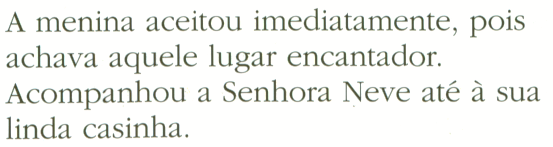 A menina aceitou imediatamente, pois
achava aquele lugar encantador.
Acompanhou a Senhora Neve até à sua
linda casinha.